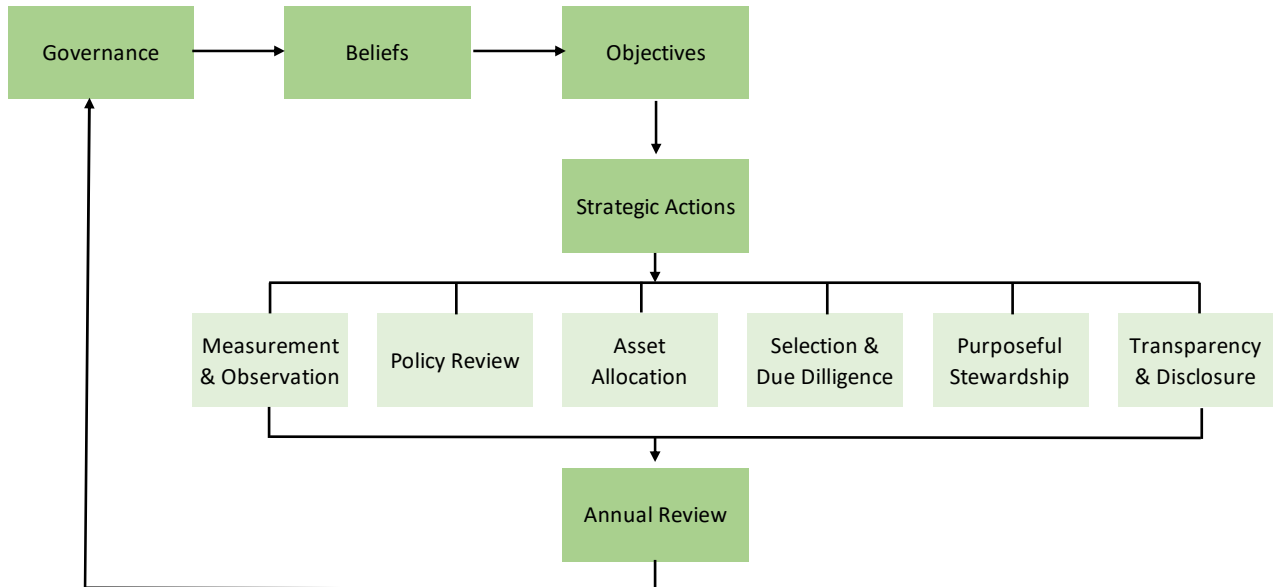 Governance
Beliefs
Objectives
Strategic Actions
Measurement
& Observation
Policy Review
Asset
Allocation
Selection &
Due Dilligence
Purposeful
Stewardship
Transparency
& Disclosure
Annual Review